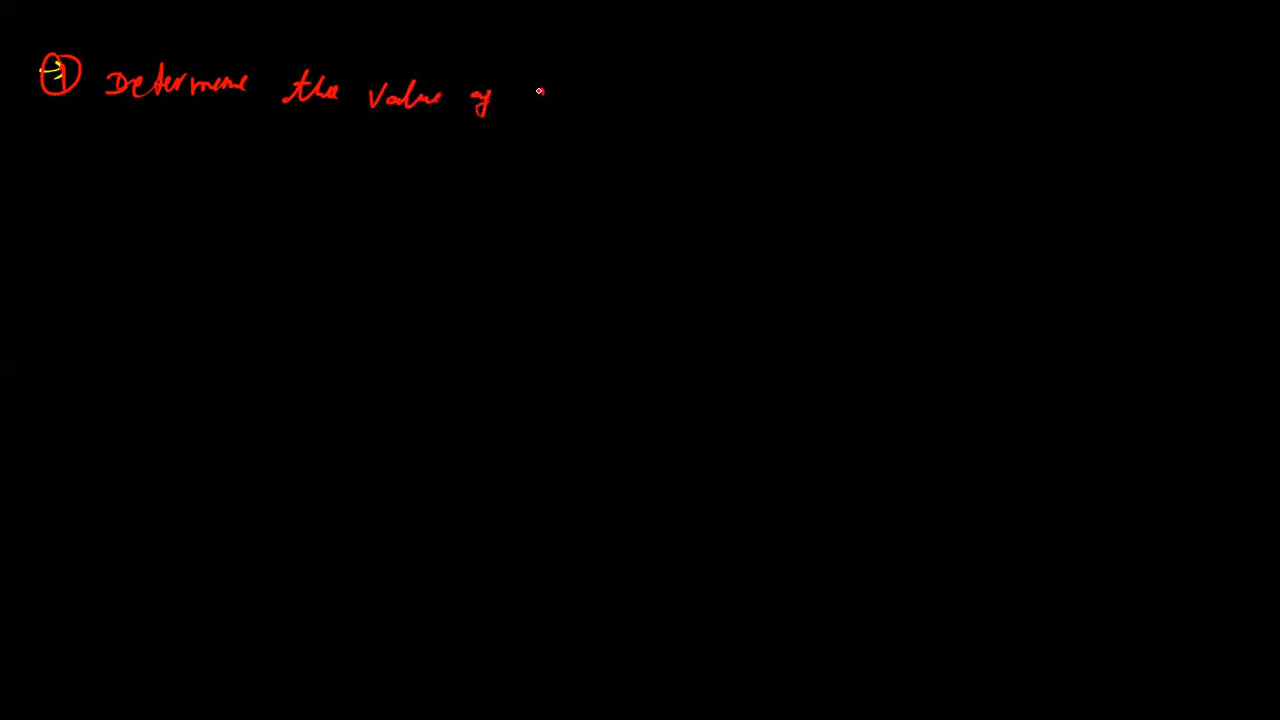 ① Determine the value of